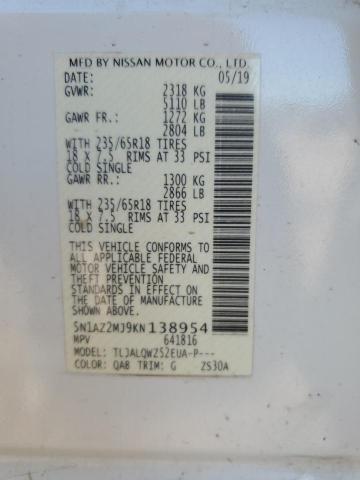 MFD BY NISSAN MOTOR CO., LTD.
DATE: 05/19
GVWR: 2318 KG
5110 LB
GAWR FR.: 1272 KG
2804 LB
WITH 235/65R18 TIRES
18 X 7.5 RIMS AT 33 PSI
COLD SINGLE
GAWR RR.: 1300 KG
2866 LB
WITH 235/65R18 TIRES
18 X 7.5 RIMS AT 33 PSI
COLD SINGLE
THIS VEHICLE CONFORMS TO
ALL APPLICABLE FEDERAL
MOTOR VEHICLE SAFETY AND
THEFT PREVENTION
STANDARDS IN EFFECT ON
THE DATE OF MANUFACTURE
SHOWN ABOVE.
5N1AZ2MJ9KN138954
MPV 641816
MODEL: TLJALQWZ52EUA-P---
COLOR: QAB TRIM: G ZS30A